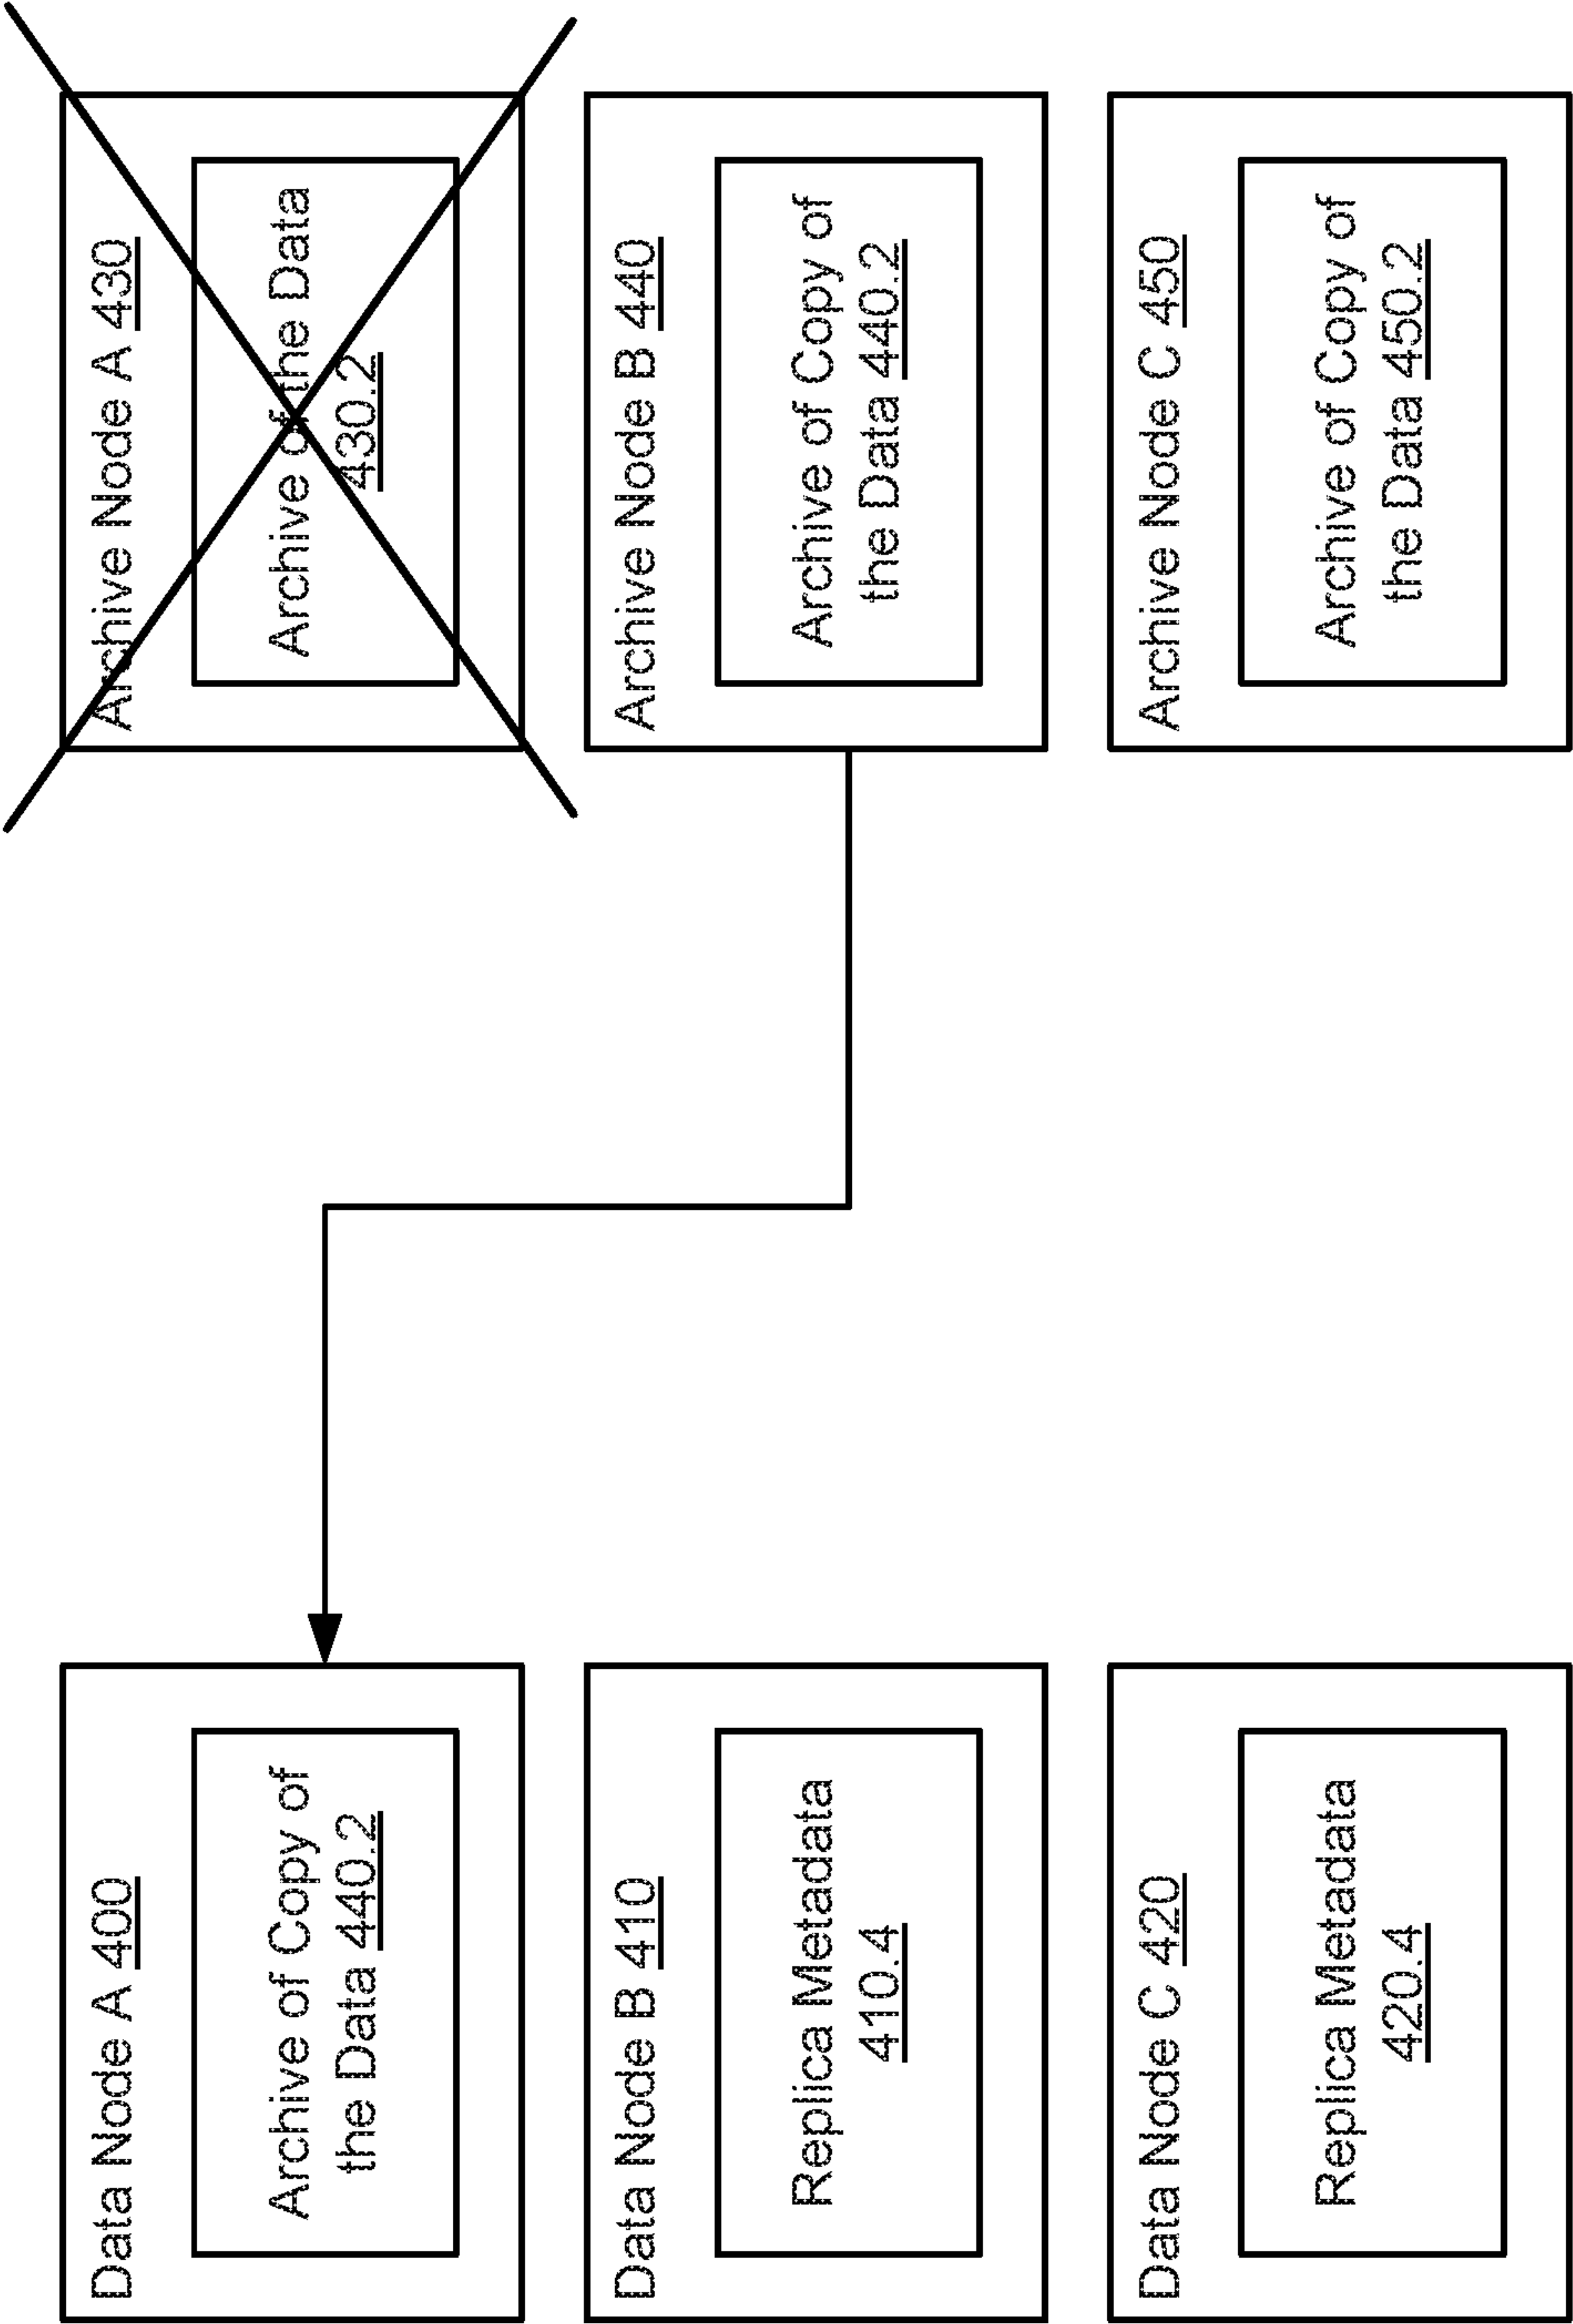 Data Node A 400
Archive of Copy of
the Data 440.2
Data Node B 410
Replica Metadata
410.4
Data Node C 420
Replica Metadata
420.4
Archive Node A 430
Archive of the Data
430.2
Archive Node B 440
Archive of Copy of
the Data 440.2
Archive Node C 450
Archive of Copy of
the Data 450.2